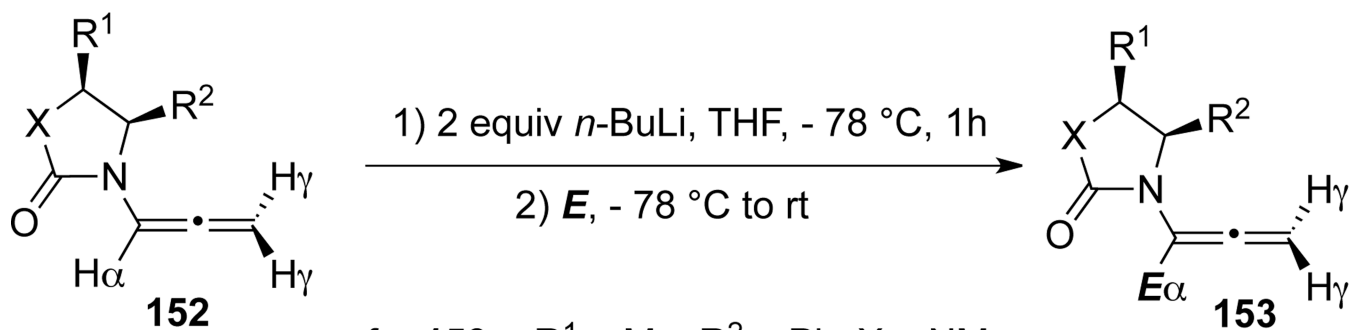 R¹ R¹
R² R²
X X
1) 2 equiv n-BuLi, THF, - 78 °C, 1h
N Hγ N Hγ
2) E, - 78 °C to rt
O O
Hα Hγ Eα Hγ
152 153